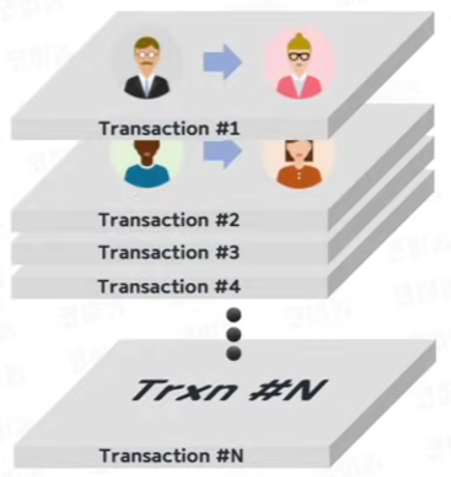 Transaction #1
Transaction #2
Transaction #3
Transaction #4
Trxn #N
Transaction #N